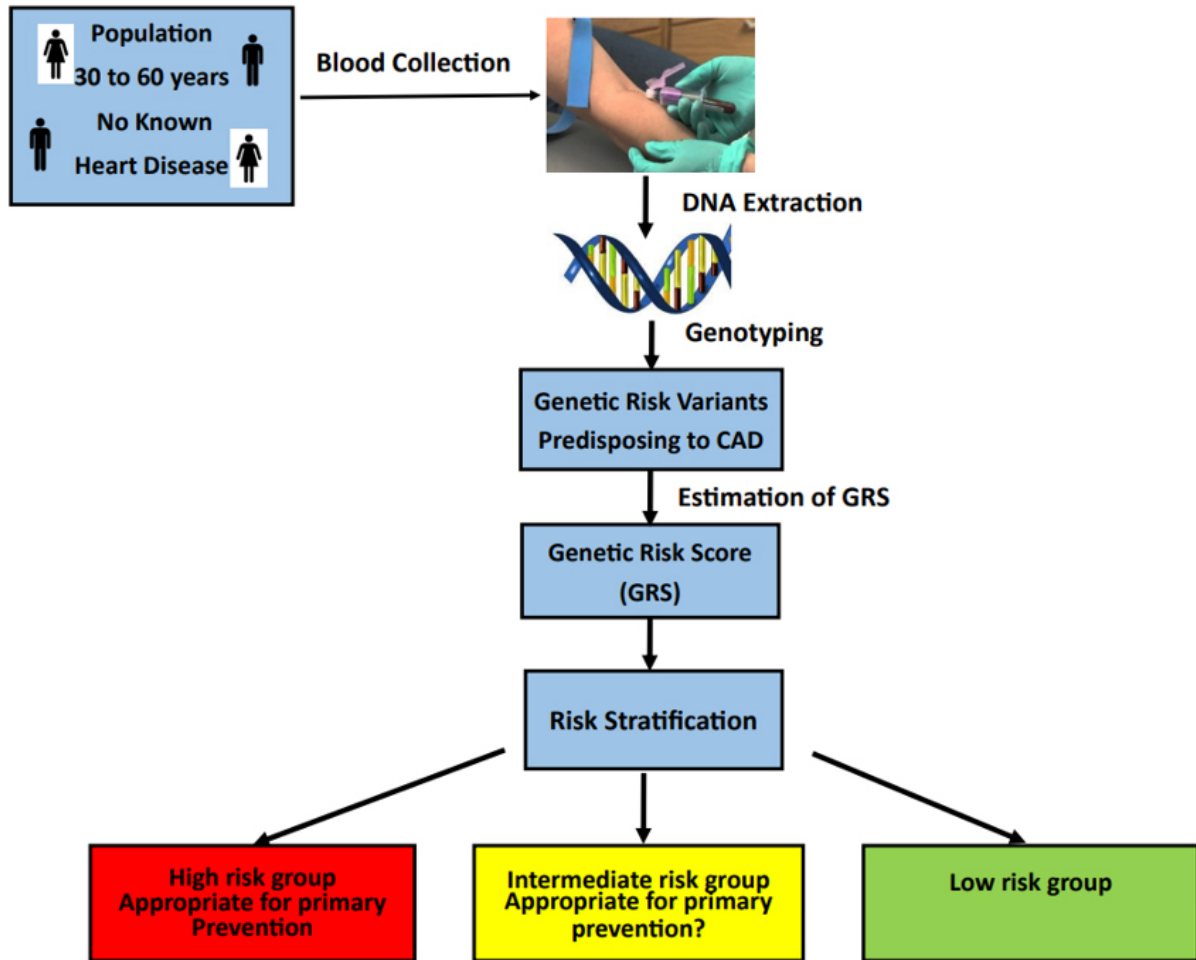 Population
30 to 60 years
No Known
Heart Disease
Blood Collection
DNA Extraction
Genotyping
Genetic Risk Variants
Predisposing to CAD
Estimation of GRS
Genetic Risk Score
(GRS)
Risk Stratification
High risk group
Appropriate for primary
Prevention
Intermediate risk group
Appropriate for primary
prevention?
Low risk group